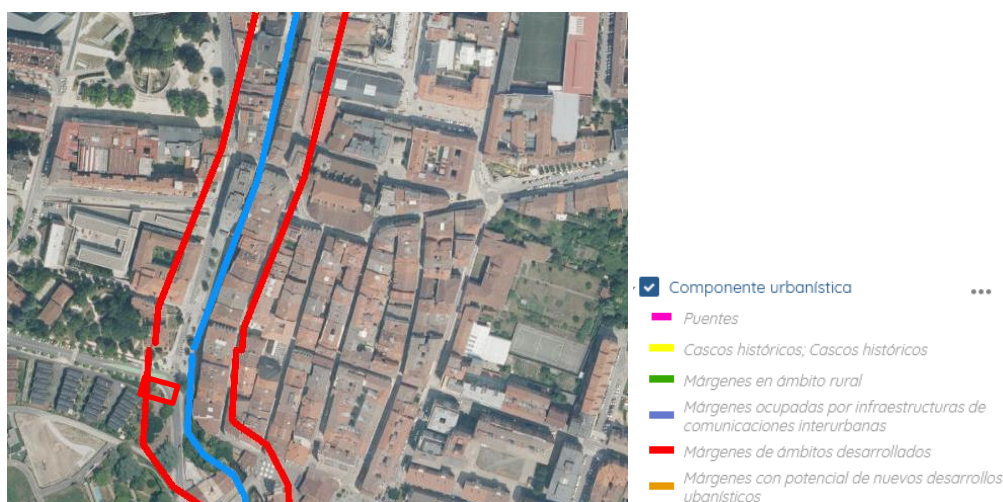 Componente urbanística
Puentes
Cascos históricos; Cascos históricos
Márgenes en ámbito rural
Márgenes ocupadas por infraestructuras de
comunicaciones interurbanas
Márgenes de ámbitos desarrollados
Márgenes con potencial de nuevos desarrollos
ubanísticos